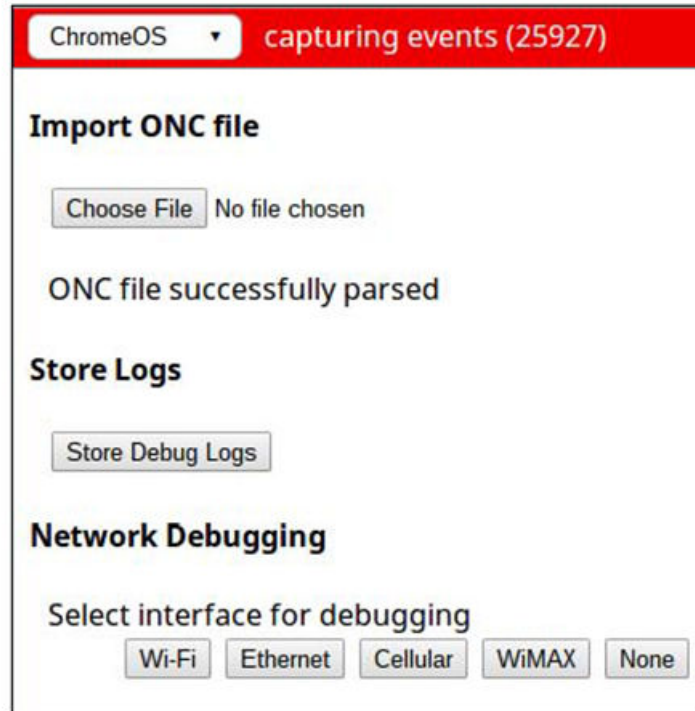 ChromeOS ▼ capturing events (25927)
Import ONC file
Choose File No file chosen
ONC file successfully parsed
Store Logs
Store Debug Logs
Network Debugging
Select interface for debugging
Wi-Fi Ethernet Cellular WiMAX None